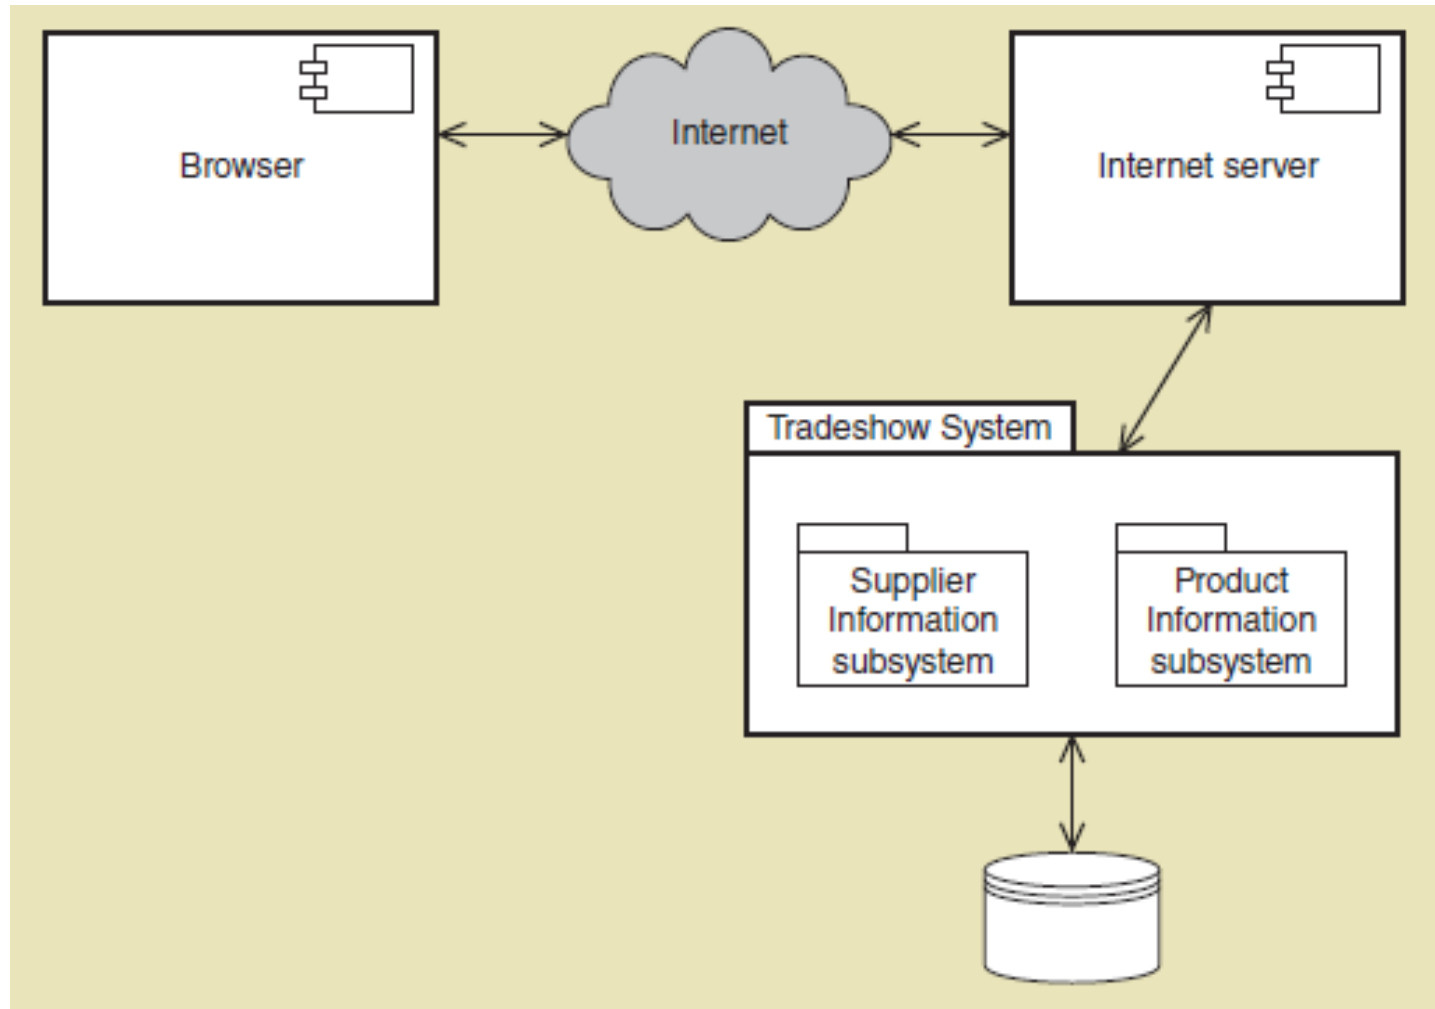 Browser
Internet
Internet server
Tradeshow System
Supplier
Information
subsystem
Product
Information
subsystem